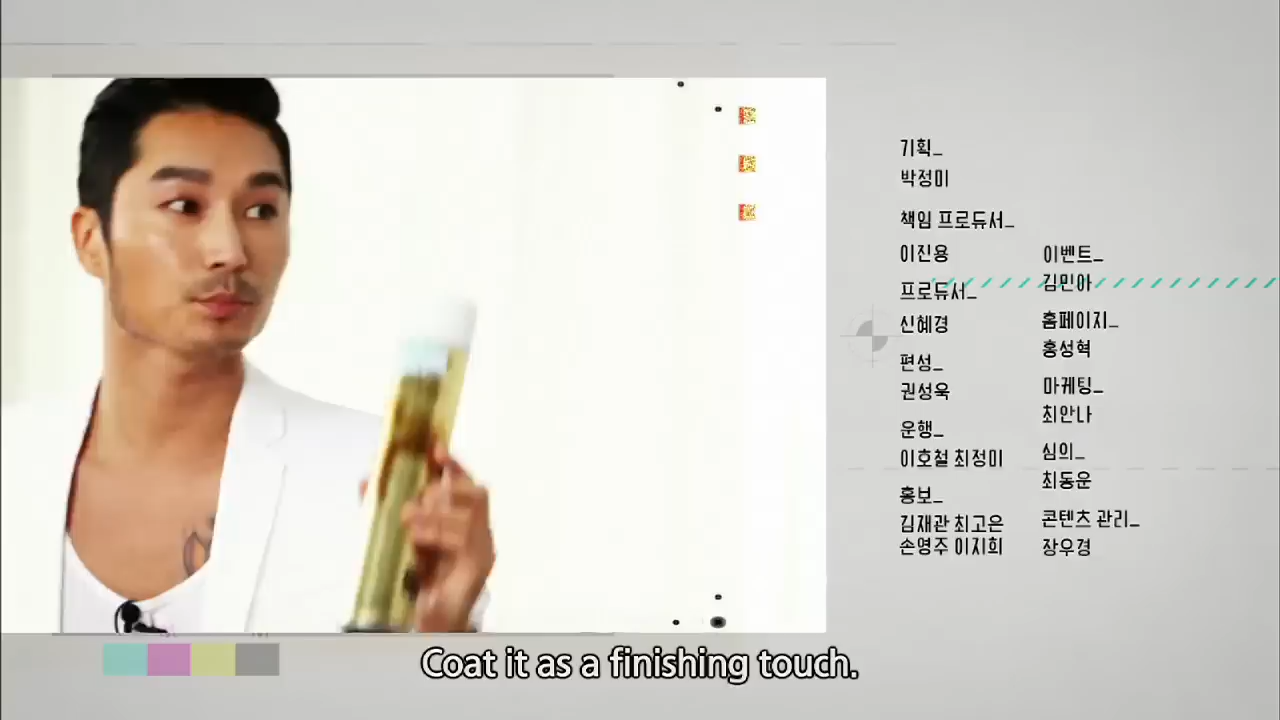 기획_
박정미
책임 프로듀서_
이진용
프로듀서_
신혜경
편성_
권성욱
운행_
이호철 최정미
홍보_
김재관 최고은
손영주 이지희
이벤트_
김민아
홈페이지_
홍성혁
마케팅_
최안나
심의_
최동운
콘텐츠 관리_
장우경
Coat it as a finishing touch.